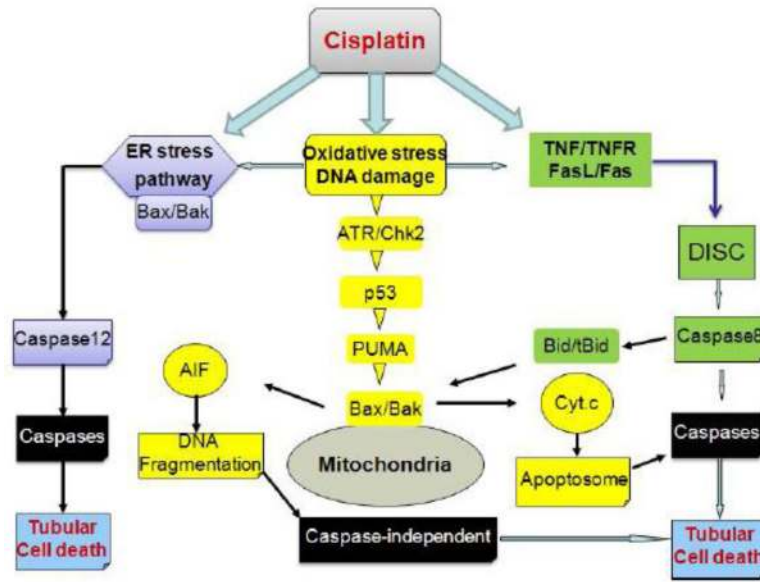 Cisplatin
ER stress
pathway
Bax/Bak
Oxidative stress
DNA damage
TNF/TNFR
FasL/Fas
ATR/Chk2
DISC
p53
Caspase12
PUMA
Bid/tBid
Caspase8
AIF
Bax/Bak
Cyt.c
Caspases
DNA
Fragmentation
Mitochondria
Apoptosome
Caspases
Tubular
Cell death
Caspase-independent
Tubular
Cell death